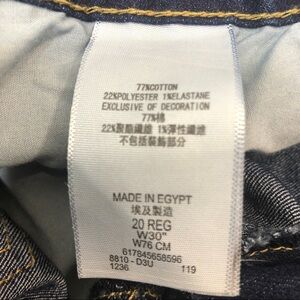 77%COTTON
22%POLYESTER 1%ELASTANE
EXCLUSIVE OF DECORATION
77%棉
22%聚酯纖維 1%彈性纖維
不包括裝飾部分
MADE IN EGYPT
埃及製造
20 REG
W30"
W76 CM
617845658596
8810 - D3U
1236 119